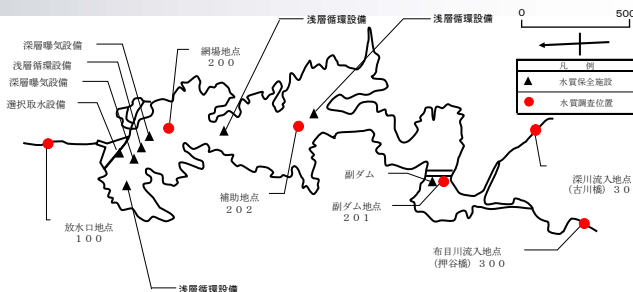 浅層循環設備
浅層循環設備
0 500
深層曝気設備
浅層循環設備
深層曝気設備
選択取水設備
網場地点
200
凡 例
水質保全施設
水質調査位置
副ダム
副ダム地点
201
補助地点
202
放水口地点
100
深川流入地点
(古川橋) 30
布目川流入地点
(押谷橋) 300
浅層循環設備